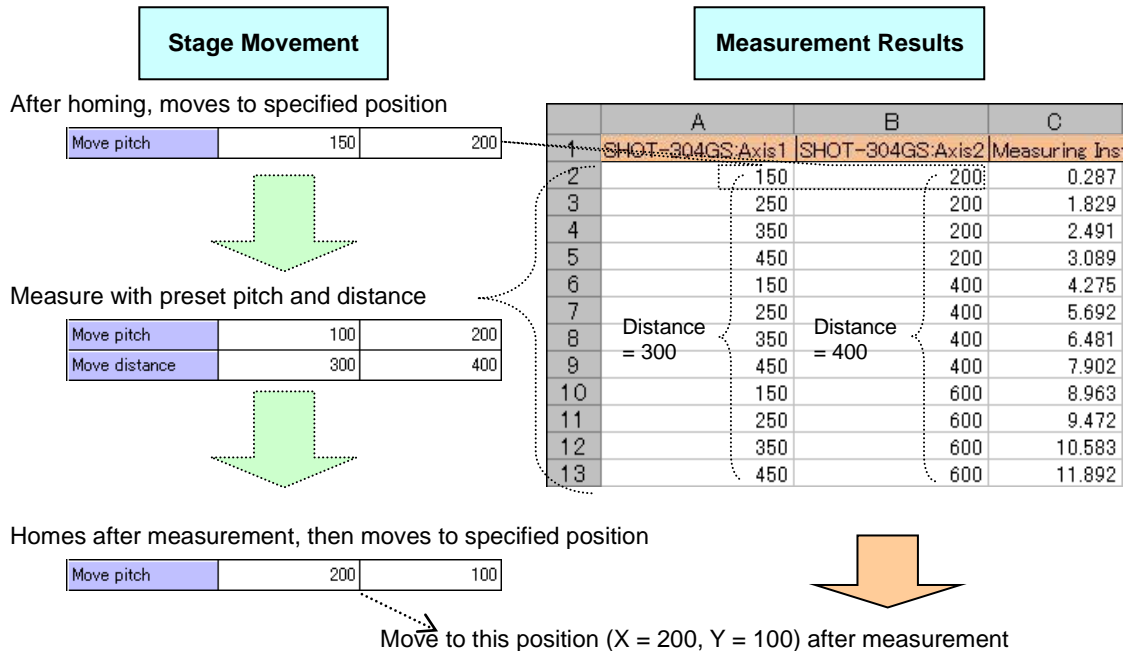 Stage Movement
Measurement Results
After homing, moves to specified position
Move pitch 150 200
Measure with preset pitch and distance
Move pitch 100 200
Move distance 300 400
Homes after measurement, then moves to specified position
Move pitch 200 100
A B C
1 SHOT-304GS:Axis1 SHOT-304GS:Axis2 Measuring Ins
2 150 200 0.287
3 250 200 1.829
4 350 200 2.491
5 450 200 3.089
6 150 400 4.275
7 250 400 5.692
8 350 400 6.481
9 450 400 7.902
10 150 600 8.963
11 250 600 9.472
12 350 600 10.583
13 450 600 11.892
Distance
= 300
Distance
= 400
Move to this position (X = 200, Y = 100) after measurement